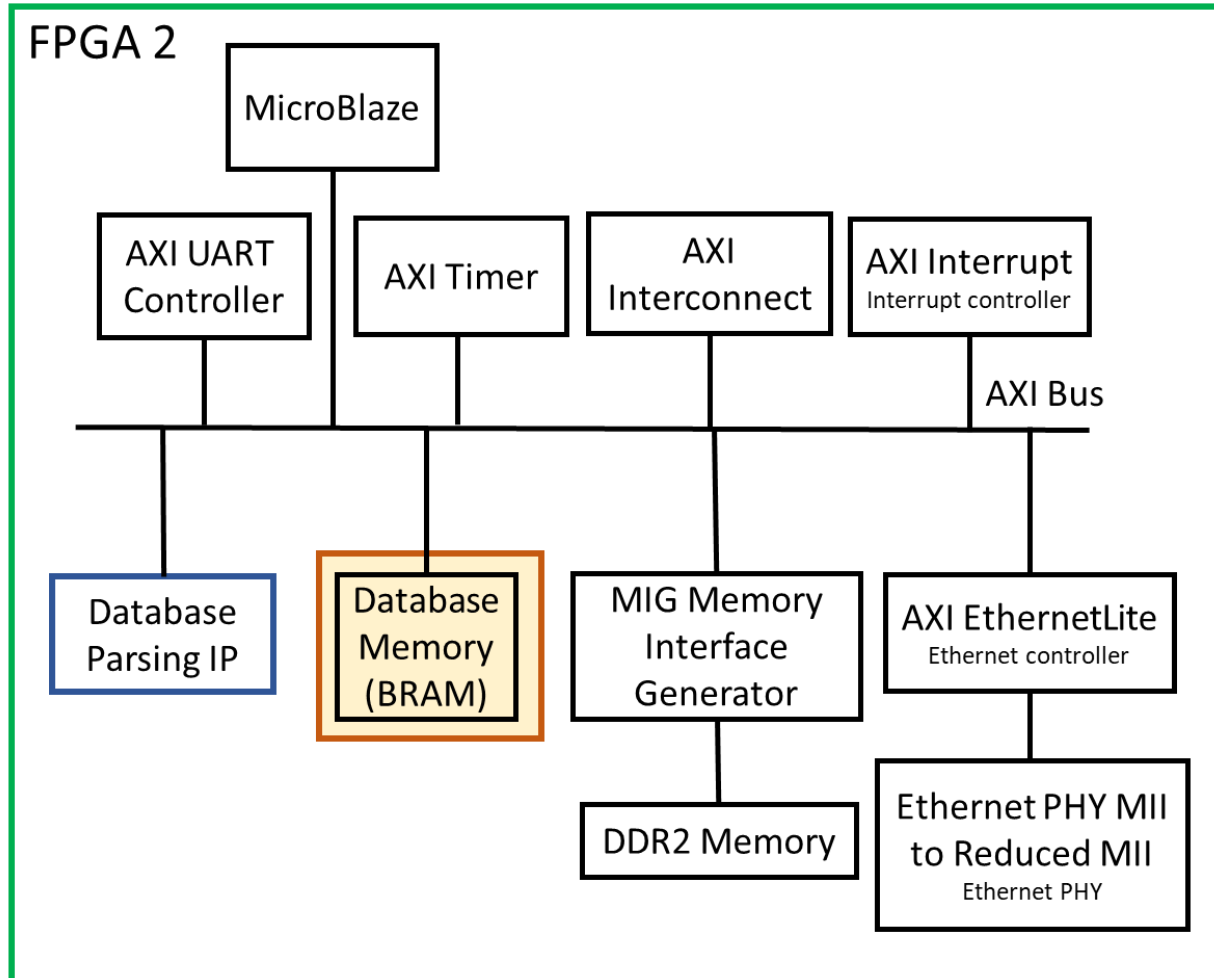 FPGA 2
MicroBlaze
AXI UART
Controller
AXI Timer
AXI
Interconnect
AXI Interrupt
Interrupt controller
AXI Bus
Database
Parsing IP
Database
Memory
(BRAM)
MIG Memory
Interface
Generator
AXI EthernetLite
Ethernet controller
DDR2 Memory
Ethernet PHY MII
to Reduced MII
Ethernet PHY